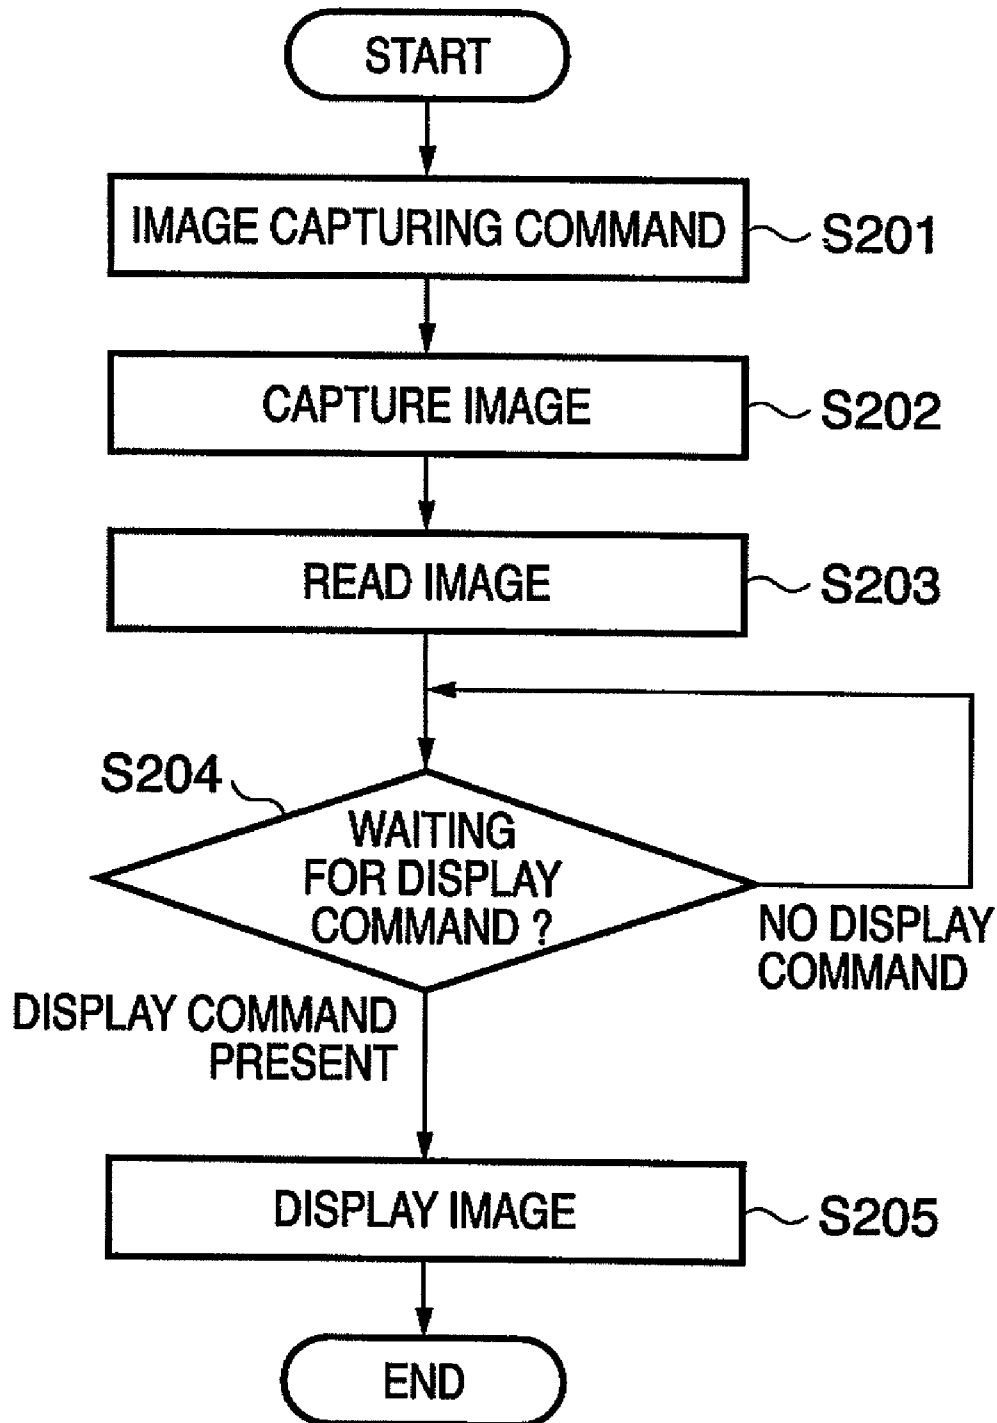 START
IMAGE CAPTURING COMMAND
S201
CAPTURE IMAGE
S202
READ IMAGE
S203
S204
WAITING
FOR DISPLAY
COMMAND ?
NO DISPLAY
COMMAND
DISPLAY COMMAND
PRESENT
DISPLAY IMAGE
S205
END